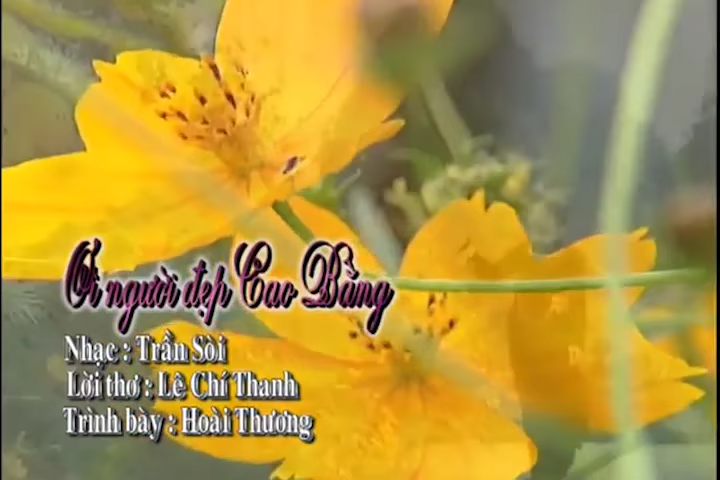 Ơi người đẹp Cao Bằng
Nhạc : Trần Sòi
Lời thơ : Lê Chí Thanh
Trình bày : Hoài Thương